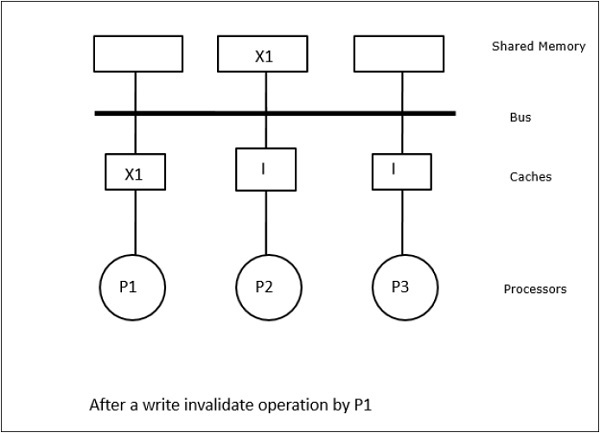 X1
Shared Memory
Bus
X1
I
I
Caches
P1
P2
P3
Processors
After a write invalidate operation by P1